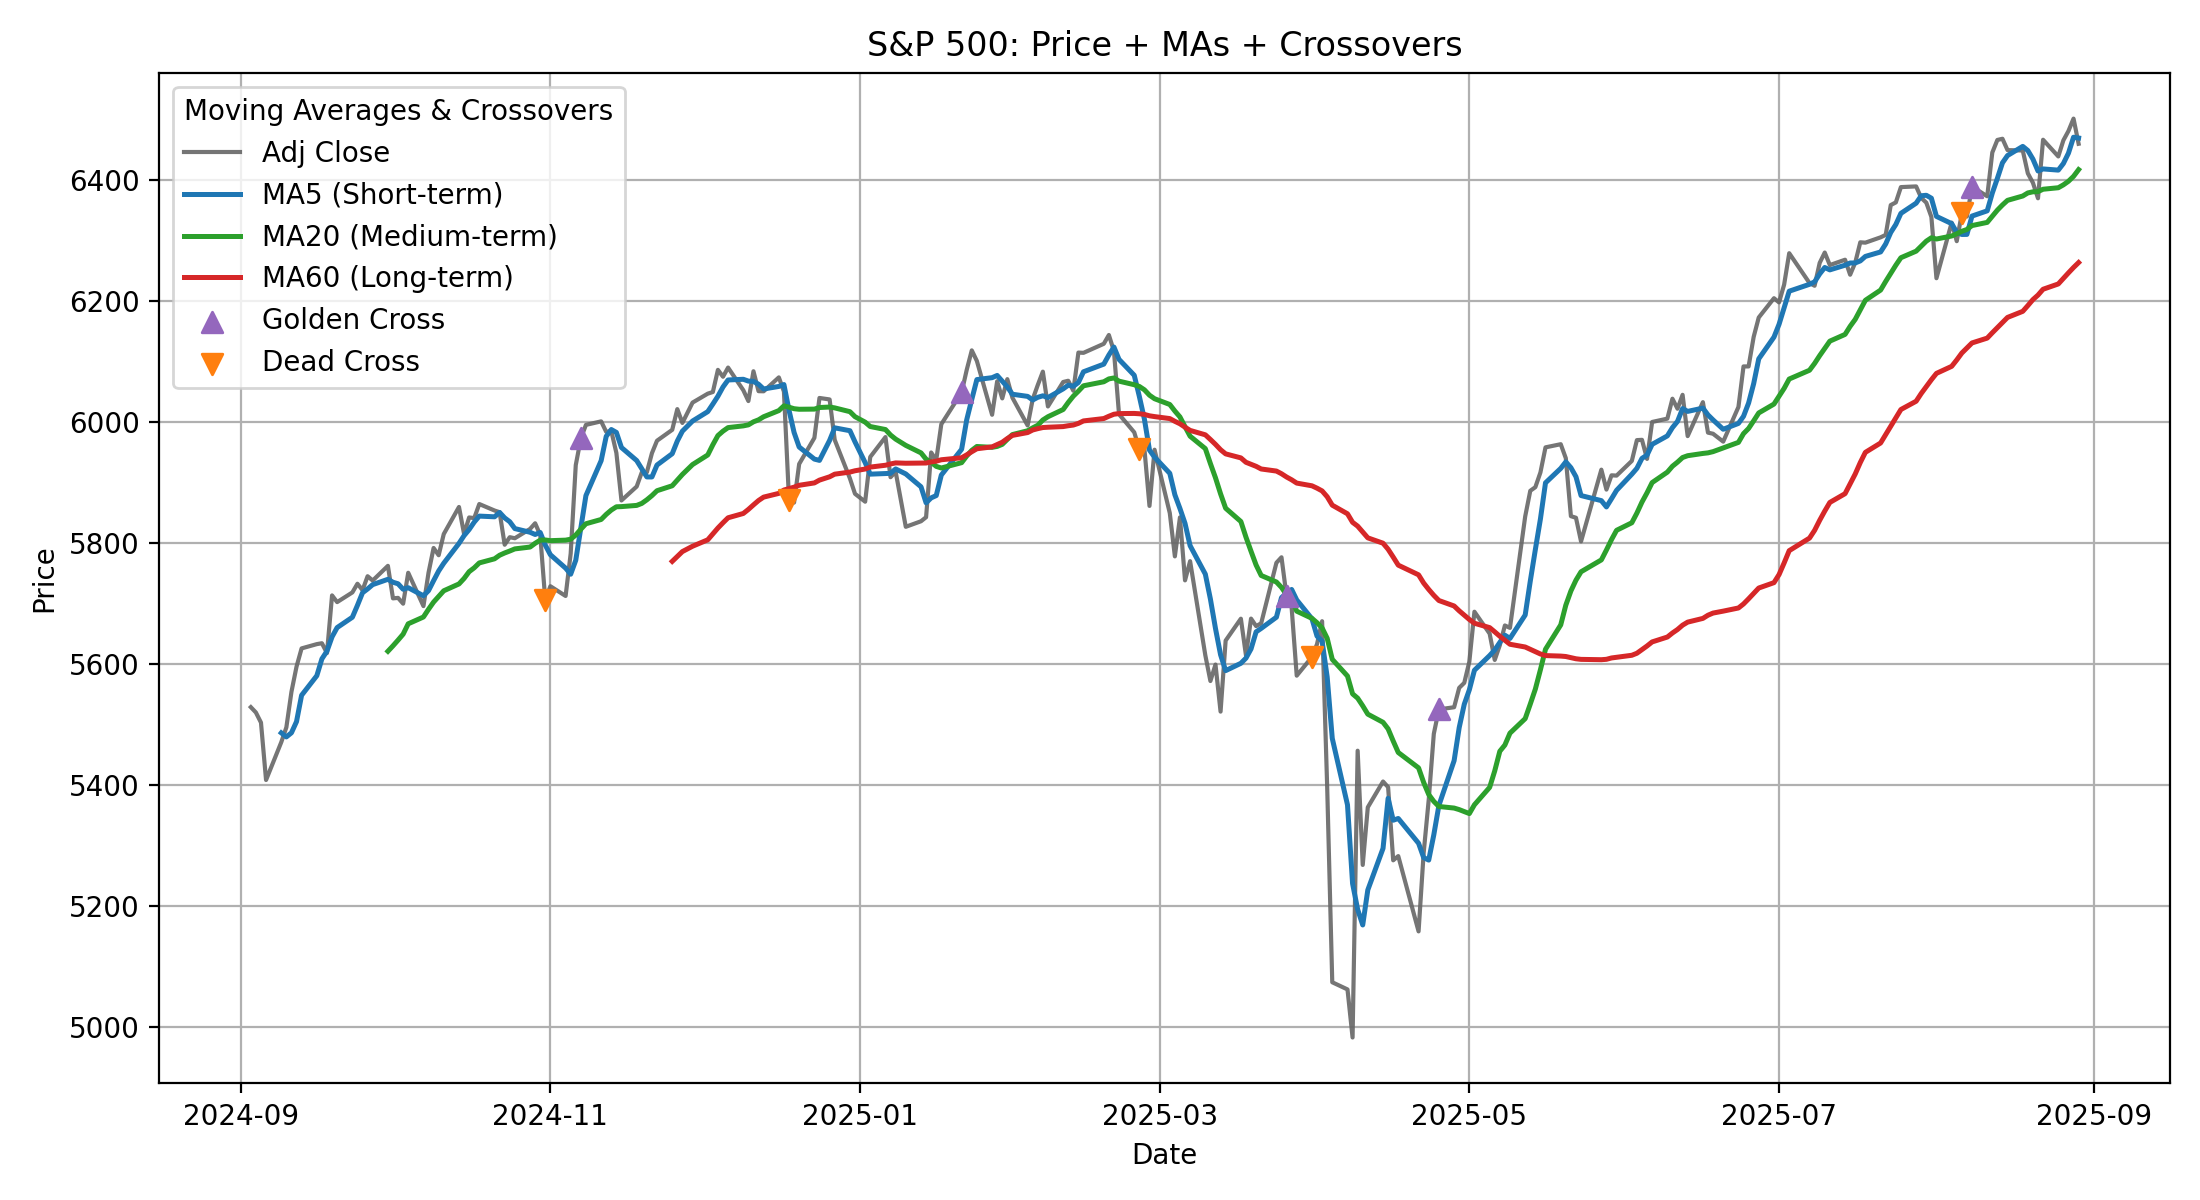 S&P 500: Price + MAs + Crossovers
Moving Averages & Crossovers
Adj Close
MA5 (Short-term)
MA20 (Medium-term)
MA60 (Long-term)
Golden Cross
Dead Cross
Price
6400
6200
6000
5800
5600
5400
5200
5000
2024-09
2024-11
2025-01
2025-03
2025-05
2025-07
2025-09
Date